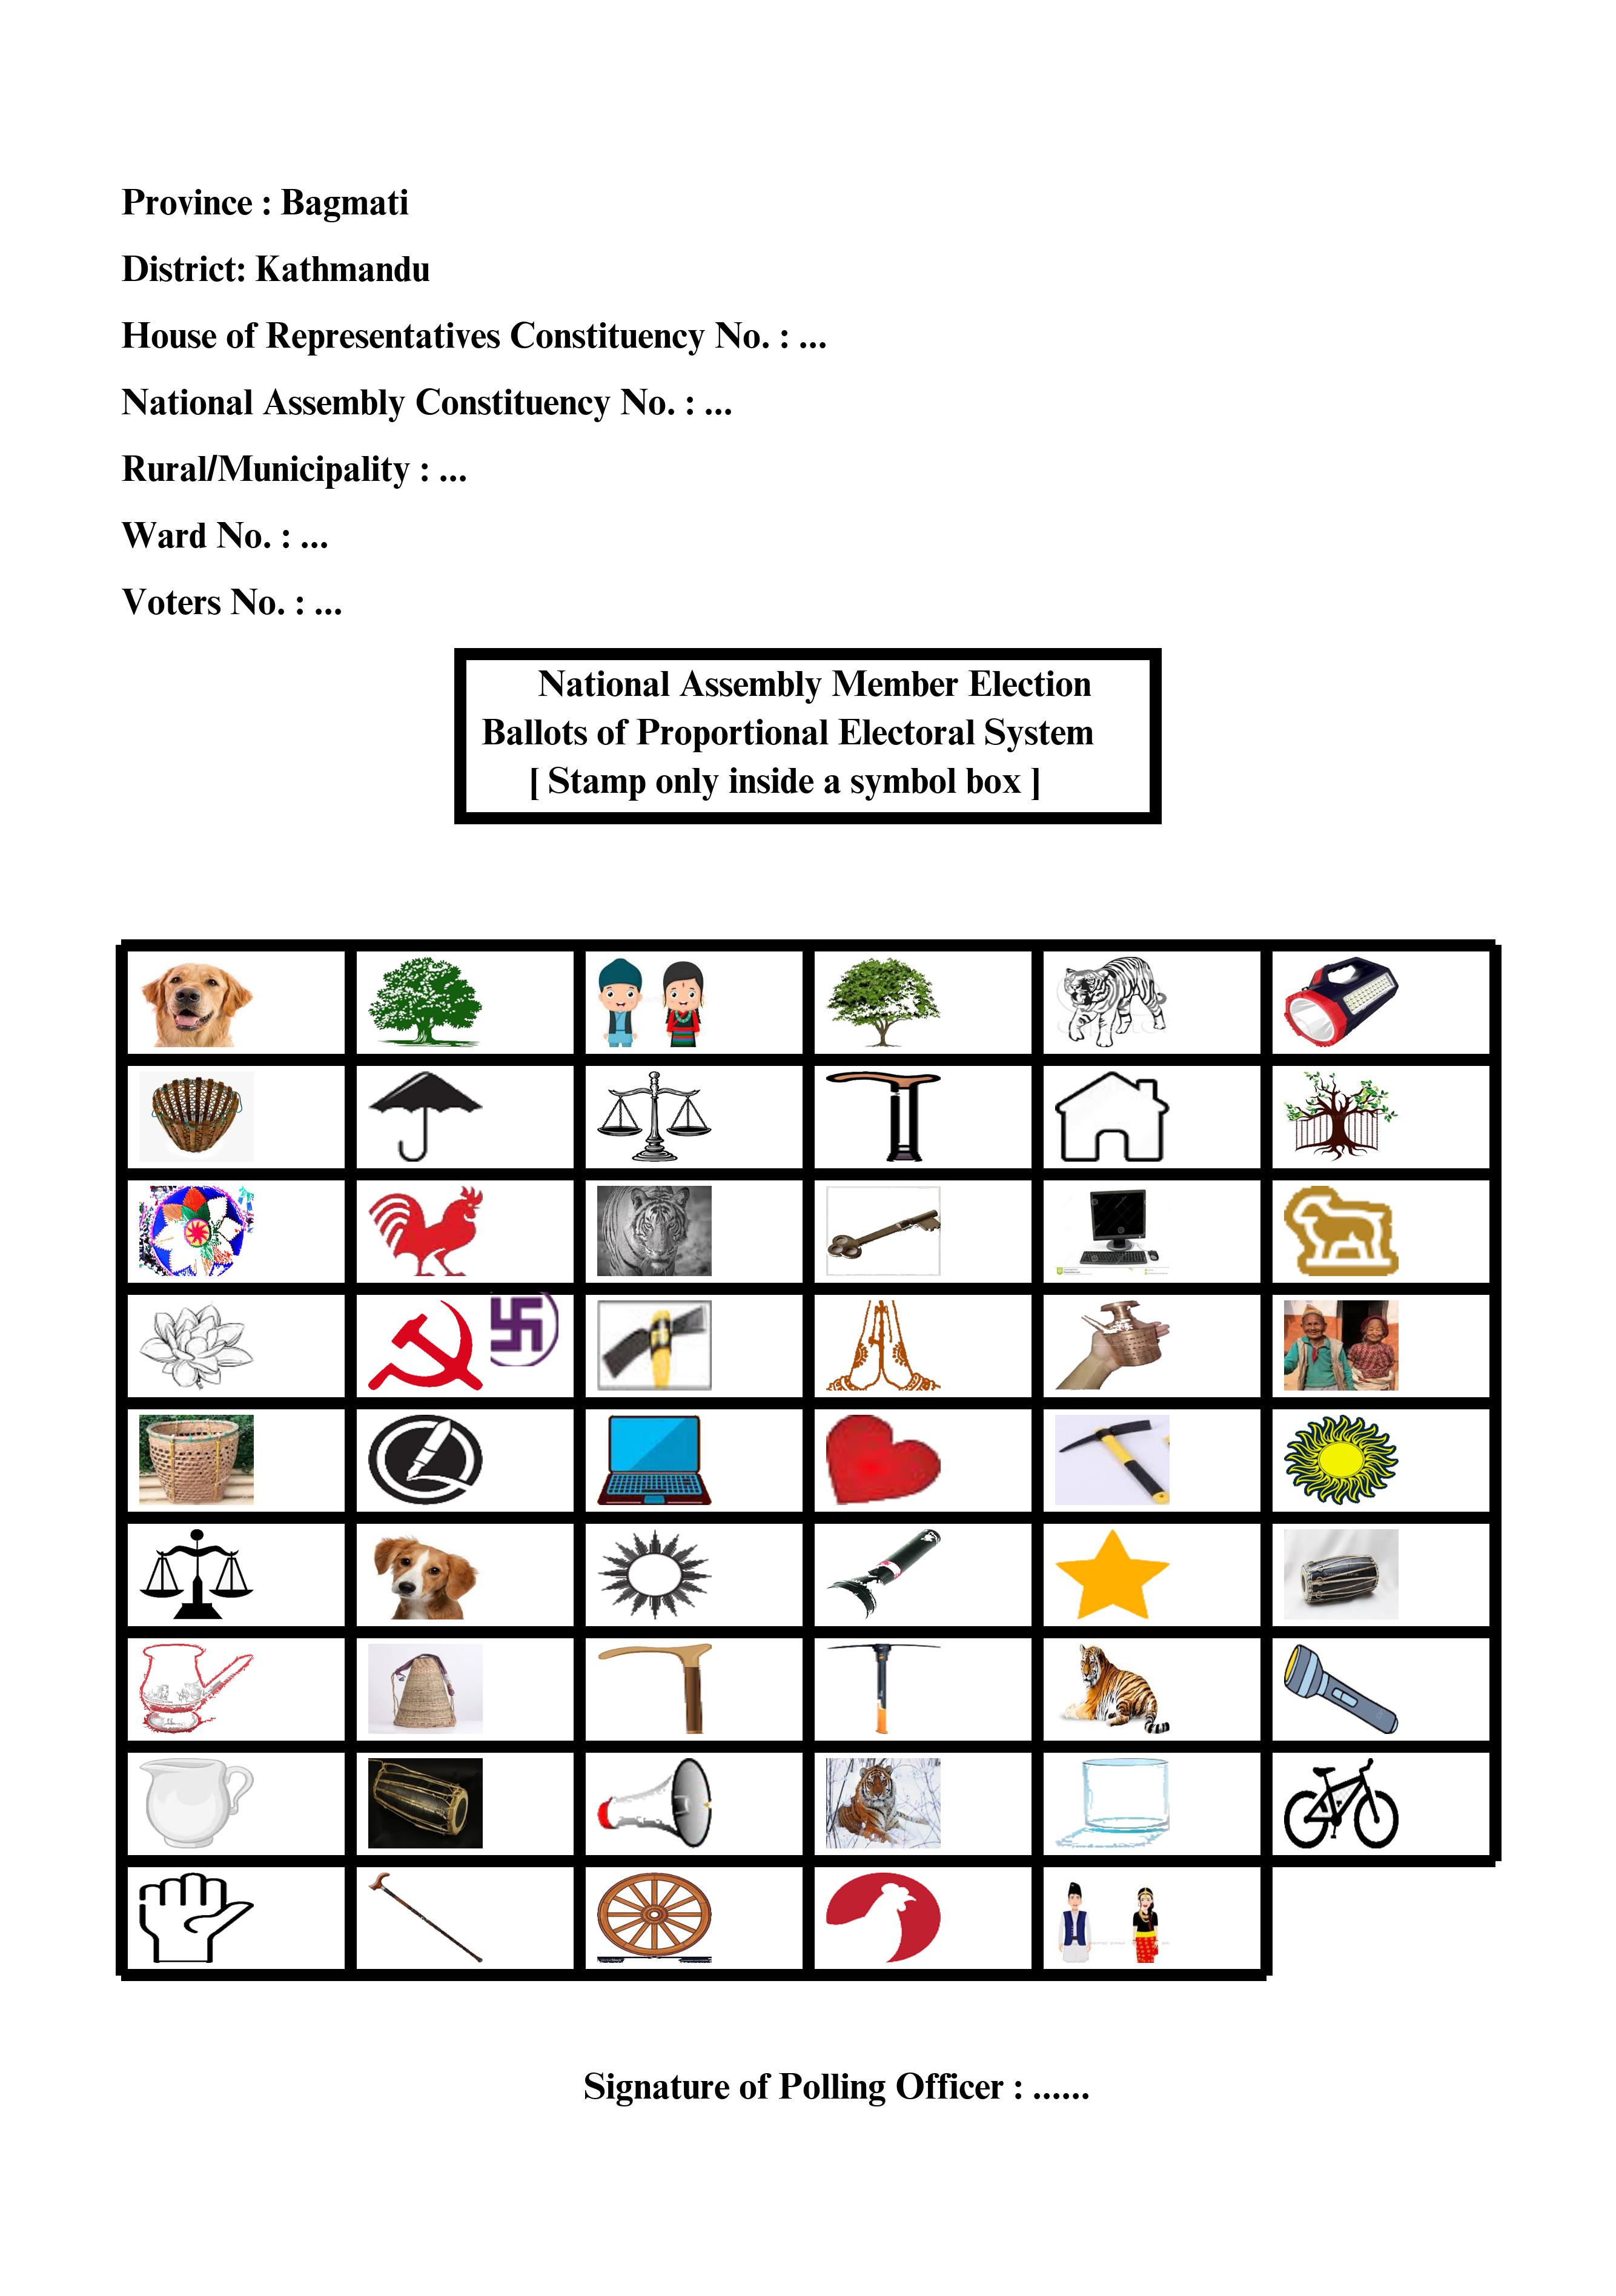 Province : Bagmati
District: Kathmandu
House of Representatives Constituency No. : ...
National Assembly Constituency No. : ...
Rural/Municipality : ...
Ward No. : ...
Voters No. : ...
National Assembly Member Election
Ballots of Proportional Electoral System
[ Stamp only inside a symbol box ]
Signature of Polling Officer : ......